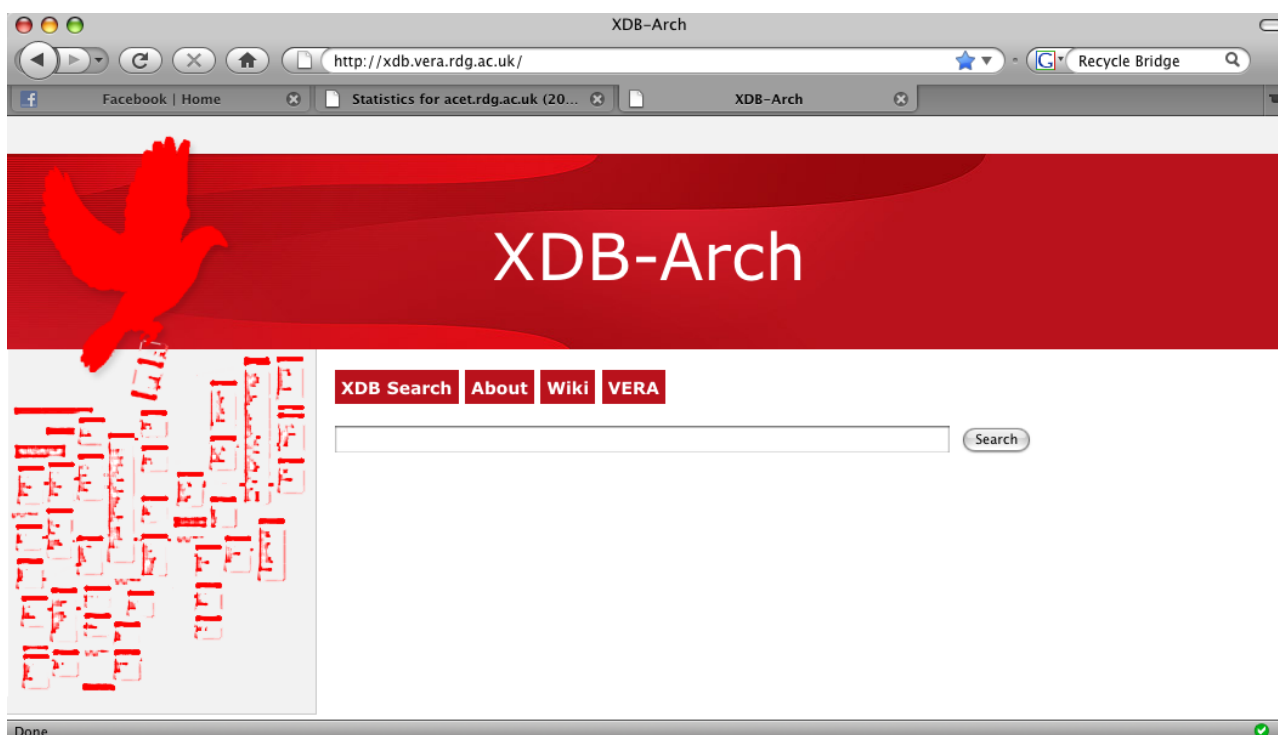 XDB-Arch
http://xdb.vera.rdg.ac.uk/ Recycle Bridge
Facebook | Home Statistics for acet.rdg.ac.uk (20... XDB-Arch
XDB-Arch
XDB Search About Wiki VERA
Search
Done